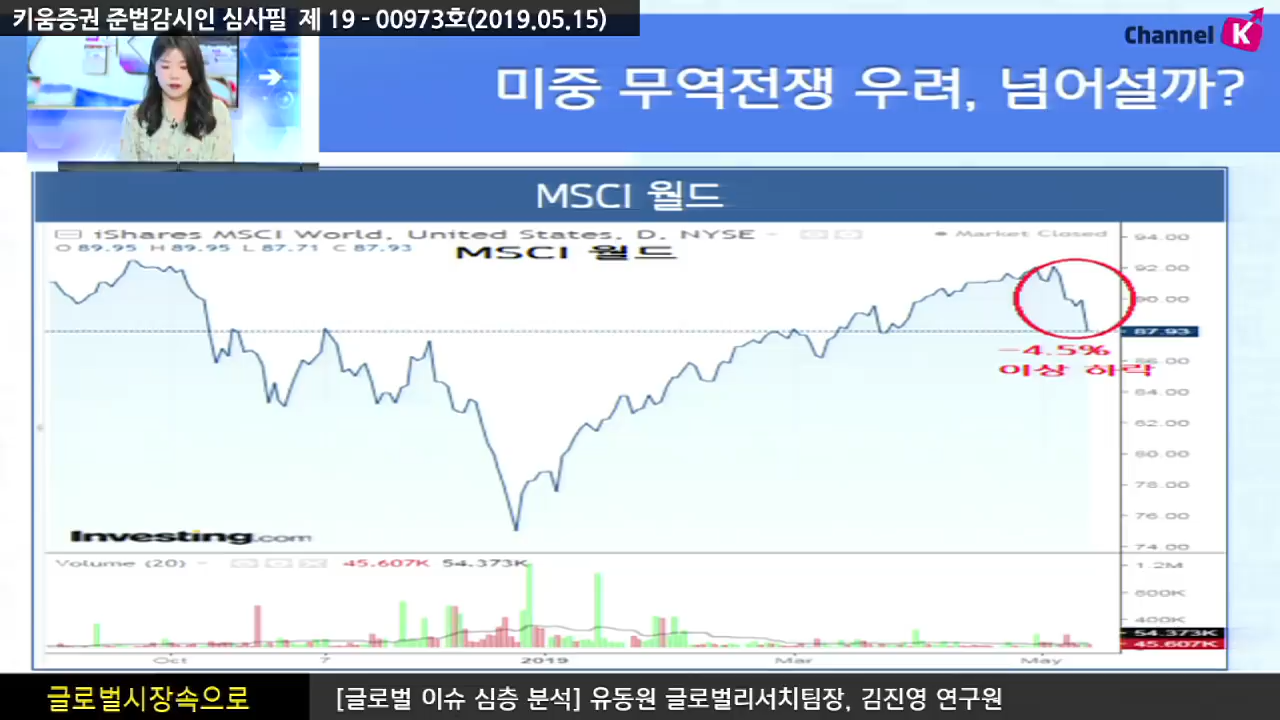 키움증권 준법감시인 심사필 제 19 - 00973호(2019.05.15)
Channel K
미중 무역전쟁 우려, 넘어설까?
MSCI 월드
iShares MSCI World, United States, D, NYSE
Market Closed
O 89.95 H 89.95 L 87.71 C 87.93
MSCI 월드
94.00
92.00
90.00
87.93
-4.5%
이상 하락
86.00
84.00
82.00
80.00
78.00
76.00
74.00
Investing.com
Volume (20)
45.607K 54.373K
1.2M
800K
400K
54.373K
45.607K
Oct 7 2019 Mar May
글로벌시장속으로
[글로벌 이슈 심층 분석] 유동원 글로벌리서치팀장, 김진영 연구원